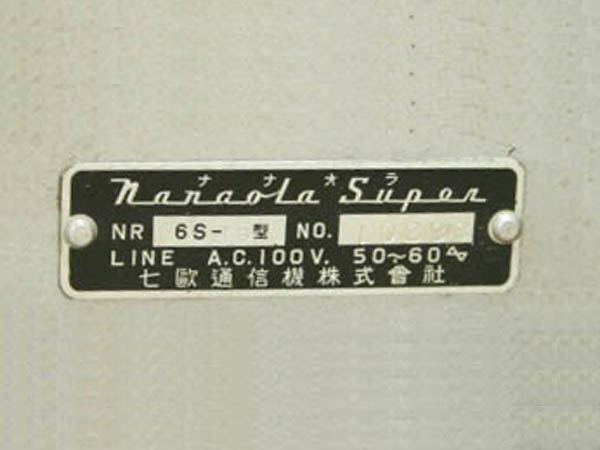 ナナオラ
Nanaola Super
NR 6S- 型 NO.
LINE A.C.100V. 50～60∿
七歐通信機株式會社